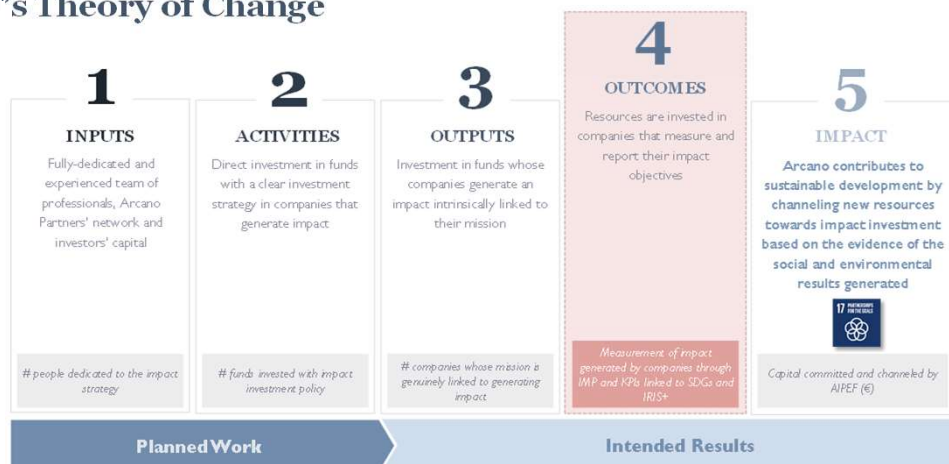 's Theory of Change
1
INPUTS
Fully-dedicated and
experienced team of
professionals, Arcano
Partners' network and
investors' capital
# people dedicated to the impact
strategy
2
ACTIVITIES
Direct investment in funds
with a clear investment
strategy in companies that
generate impact
# funds invested with impact
investment policy
3
OUTPUTS
Investment in funds whose
companies generate an
impact intrinsically linked to
their mission
# companies whose mission is
genuinely linked to generating
impact
4
OUTCOMES
Resources are invested in
companies that measure and
report their impact
objectives
Measurement of impact
generated by companies through
IMP and KPIs linked to SDGs and
IRIS+
5
IMPACT
Arcano contributes to
sustainable development by
channeling new resources
towards impact investment
based on the evidence of the
social and environmental
results generated
17 PARTNERSHIPS
FOR THE GOALS
Capital committed and channeled by
AIPEF (€)
Planned Work
Intended Results